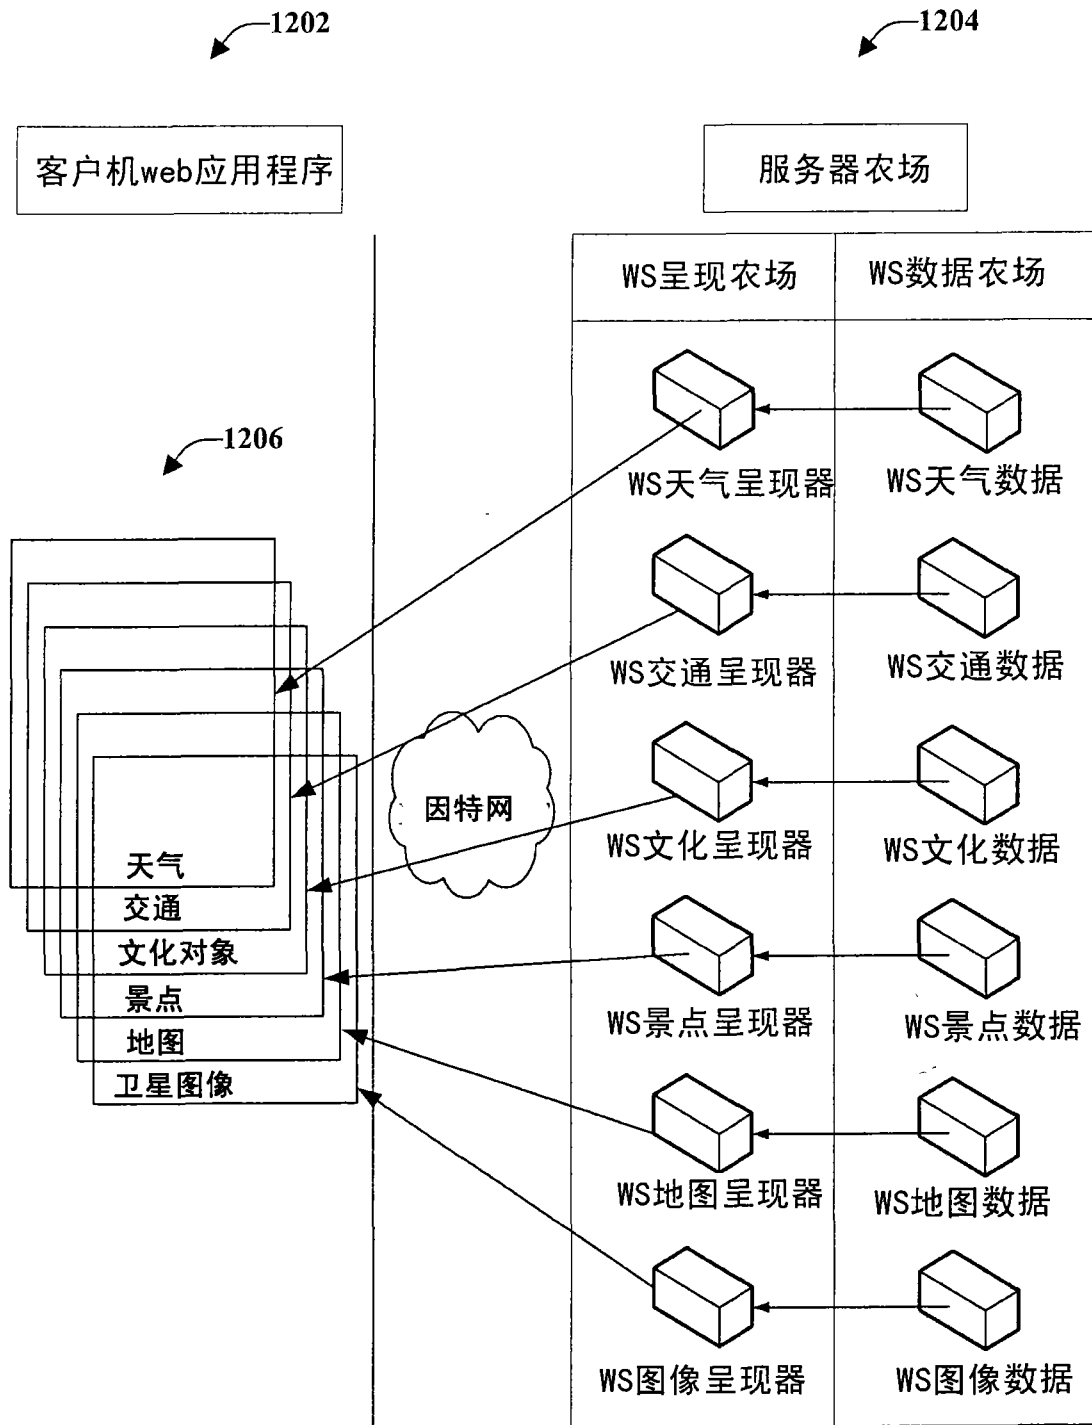 1202
1204
客户机web应用程序
服务器农场
WS呈现农场
WS数据农场
1206
WS天气呈现器
WS天气数据
WS交通呈现器
WS交通数据
因特网
WS文化呈现器
WS文化数据
天气
交通
文化对象
景点
地图
卫星图像
WS景点呈现器
WS景点数据
WS地图呈现器
WS地图数据
WS图像呈现器
WS图像数据